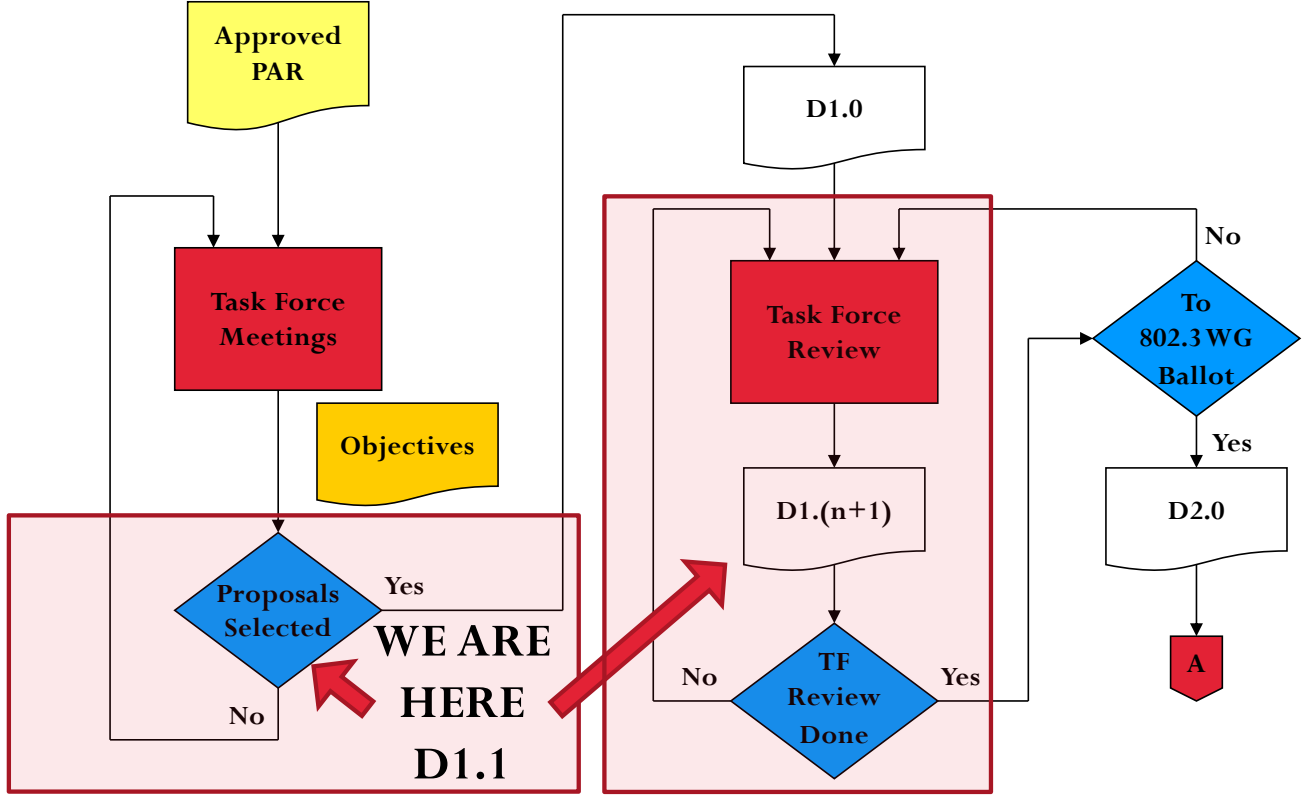 Approved
PAR
Task Force
Meetings
Objectives
Proposals
Selected
Yes
No
WE ARE
HERE
D1.1
D1.0
Task Force
Review
D1.(n+1)
TF
Review
Done
No
Yes
To
802.3 WG
Ballot
No
Yes
D2.0
A